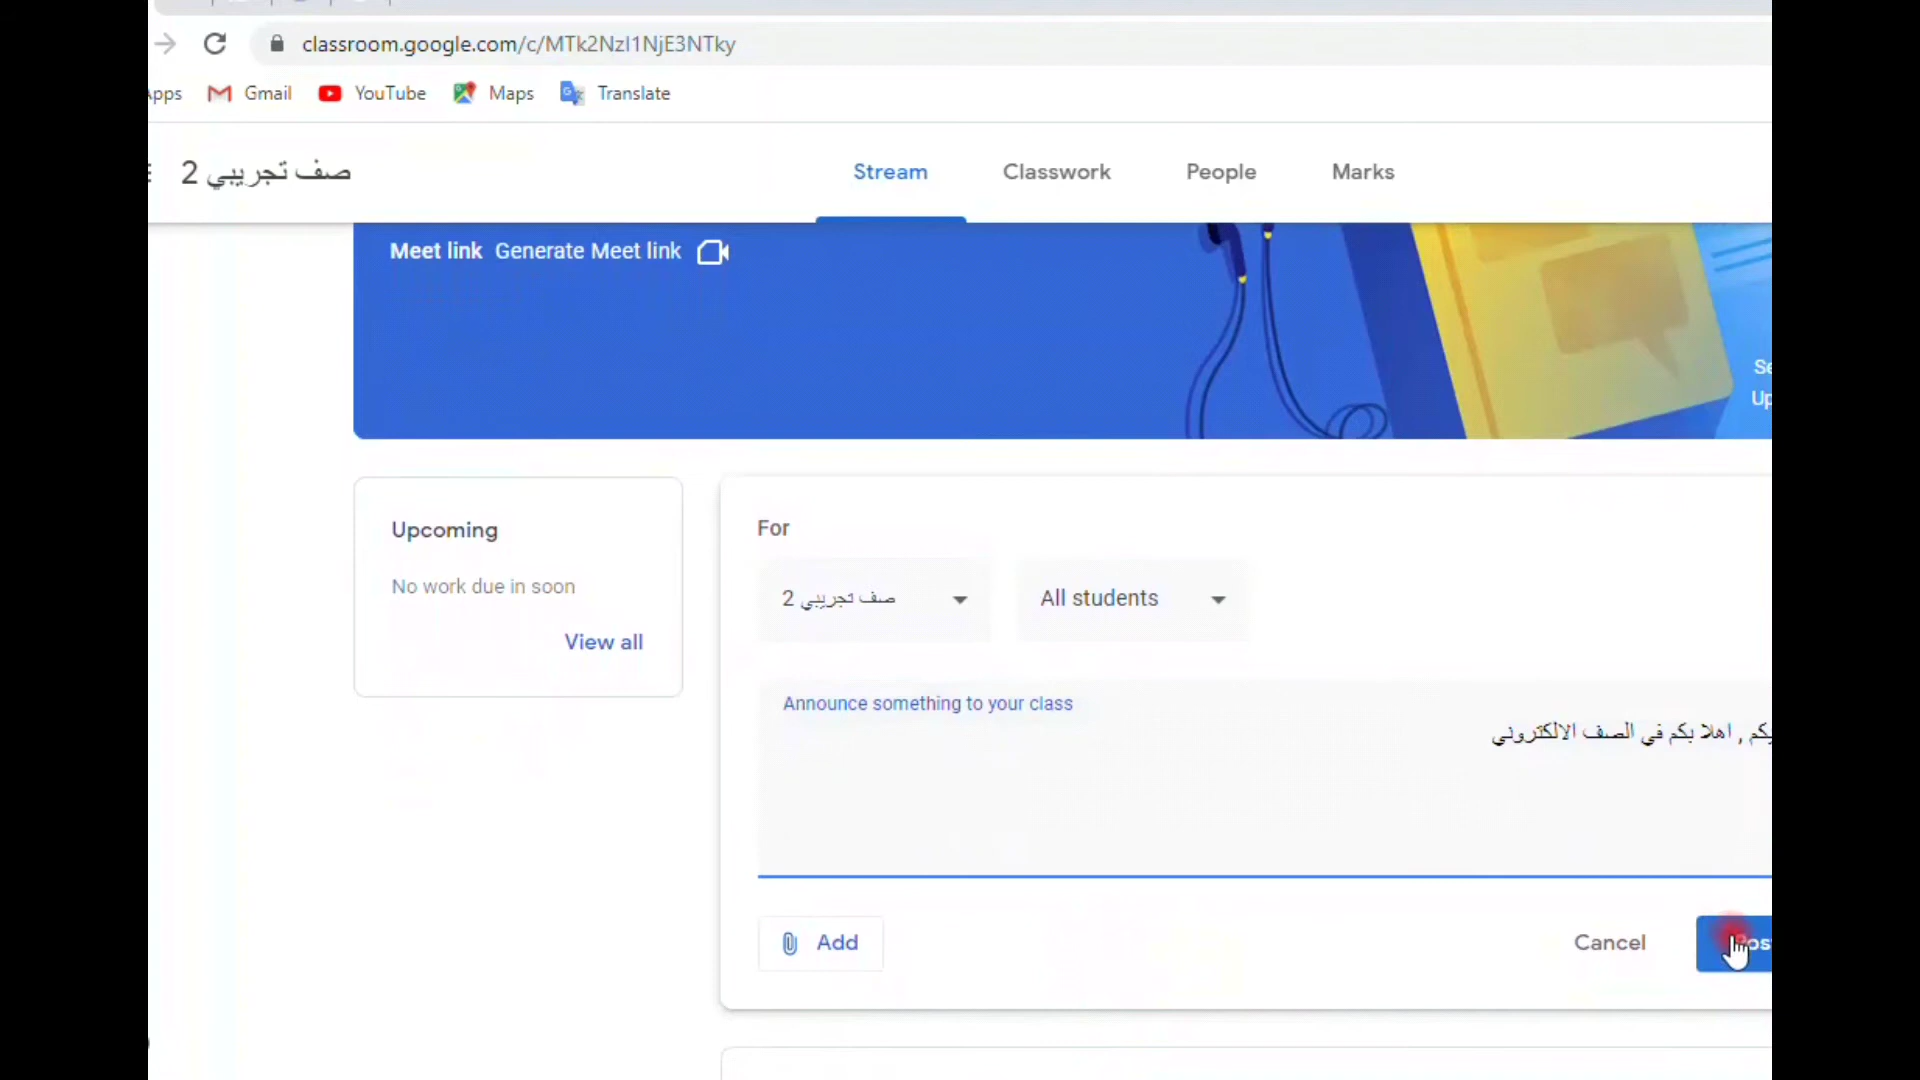 classroom.google.com/c/MTk2NzI1NjE3NTky
Gmail YouTube Maps Translate
صف تجريبي 2
Stream Classwork People Marks
Meet link Generate Meet link
Upcoming
No work due in soon
View all
For
صف تجريبي 2
All students
Announce something to your class
, اهلا بكم في الصف الالكتروني
Add
Cancel